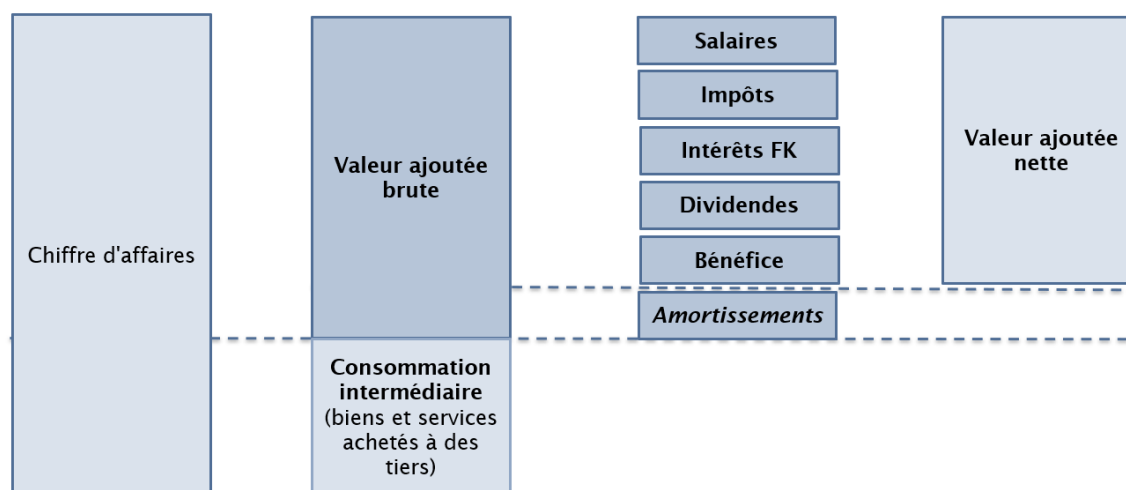 Chiffre d'affaires
Valeur ajoutée
brute
Consommation
intermédiaire
(biens et services
achetés à des
tiers)
Salaires
Impôts
Intérêts FK
Dividendes
Bénéfice
Amortissements
Valeur ajoutée
nette